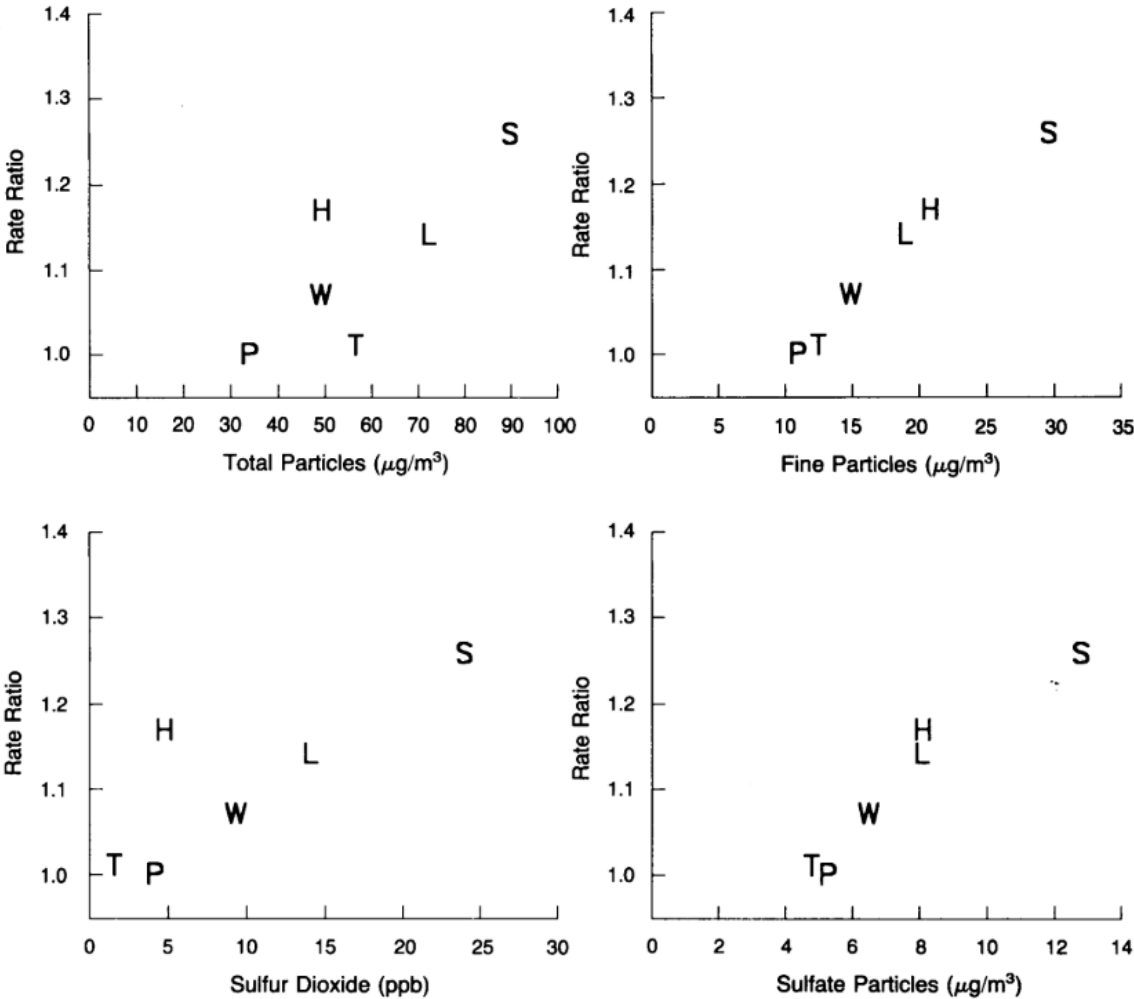 1.4
1.3
1.2
1.1
1.0
Rate Ratio
S
H
L
W
T
P
0 10 20 30 40 50 60 70 80 90 100
Total Particles (μg/m³)
1.4
1.3
1.2
1.1
1.0
Rate Ratio
S
H
L
W
T
P
0 5 10 15 20 25 30 35
Fine Particles (μg/m³)
1.4
1.3
1.2
1.1
1.0
Rate Ratio
S
H
L
W
T
P
0 5 10 15 20 25 30
Sulfur Dioxide (ppb)
1.4
1.3
1.2
1.1
1.0
Rate Ratio
S
H
L
W
T
P
0 2 4 6 8 10 12 14
Sulfate Particles (μg/m³)